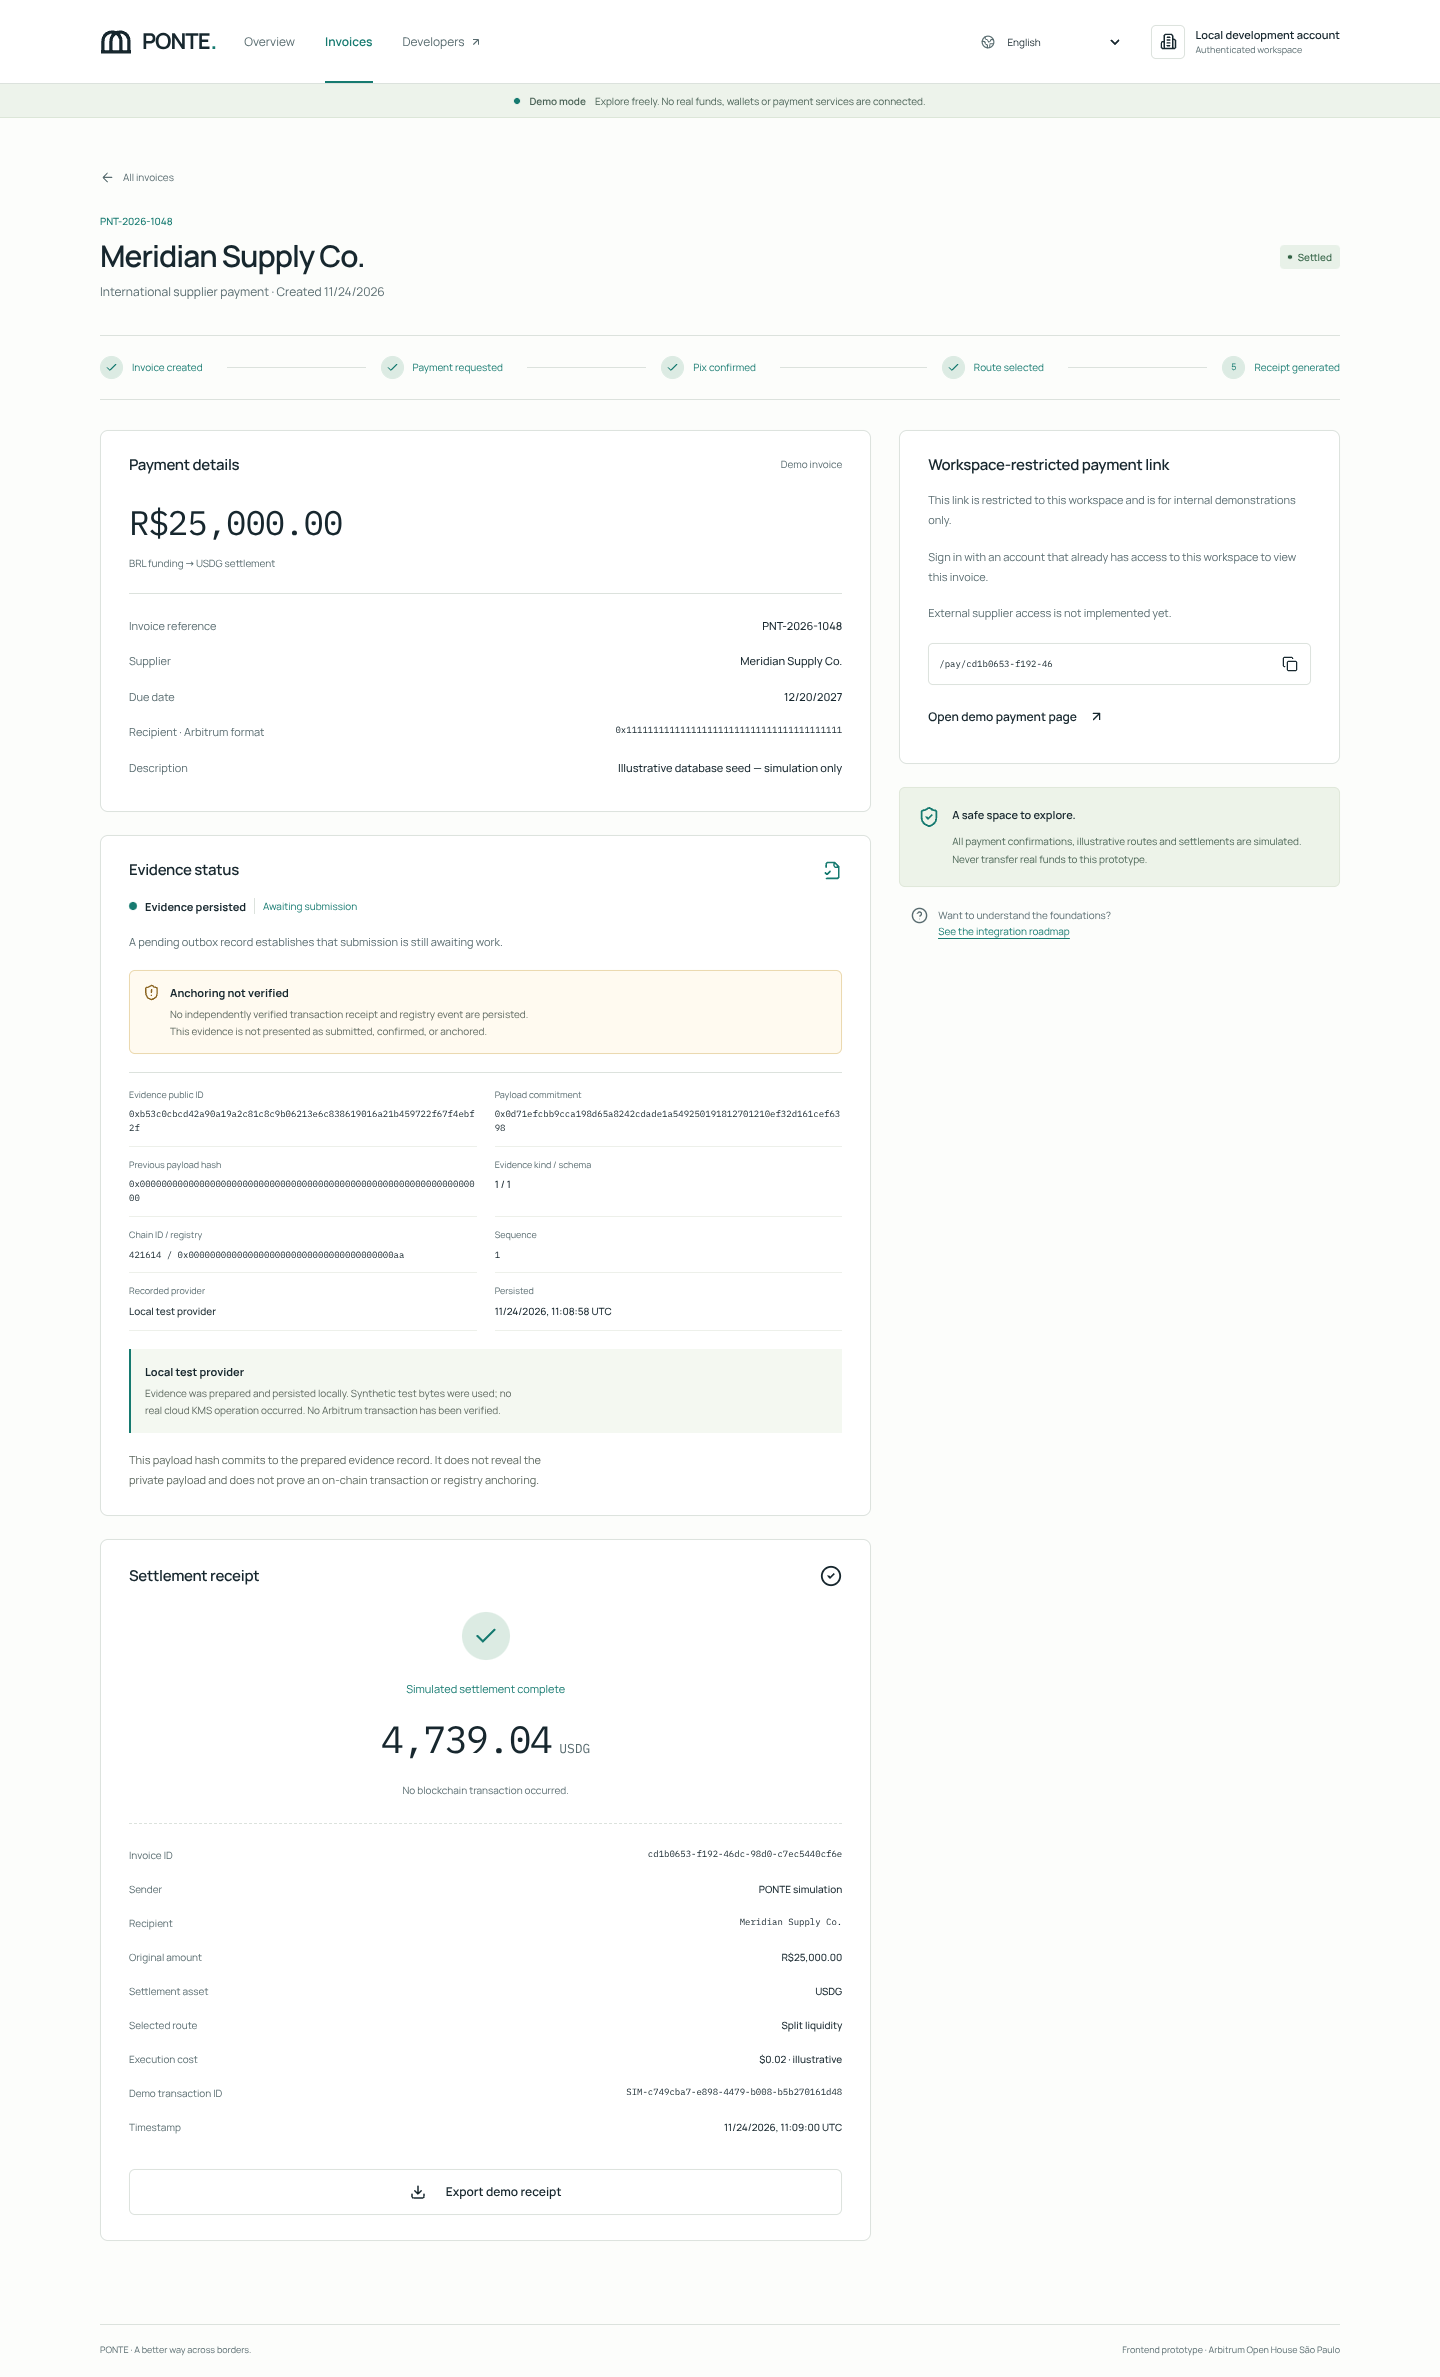 PONTE.
Overview
Invoices
Developers
English
Local development account
Authenticated workspace
Demo mode Explore freely. No real funds, wallets or payment services are connected.
All invoices
PNT-2026-1048
Meridian Supply Co.
Settled
International supplier payment · Created 11/24/2026
Invoice created
Payment requested
Pix confirmed
Route selected
5 Receipt generated
Payment details
Demo invoice
R$25,000.00
BRL funding → USDG settlement
Invoice reference PNT-2026-1048
Supplier Meridian Supply Co.
Due date 12/20/2027
Recipient · Arbitrum format 0x1111111111111111111111111111111111111111
Description Illustrative database seed — simulation only
Workspace-restricted payment link
This link is restricted to this workspace and is for internal demonstrations
only.
Sign in with an account that already has access to this workspace to view
this invoice.
External supplier access is not implemented yet.
/pay/cd1b0653-f192-46
Open demo payment page
A safe space to explore.
All payment confirmations, illustrative routes and settlements are simulated.
Never transfer real funds to this prototype.
Want to understand the foundations?
See the integration roadmap
Evidence status
Evidence persisted Awaiting submission
A pending outbox record establishes that submission is still awaiting work.
Anchoring not verified
No independently verified transaction receipt and registry event are persisted.
This evidence is not presented as submitted, confirmed, or anchored.
Evidence public ID
0xb53c0cbcd42a90a19a2c81c8c9b06213e6c838619016a21b459722f67f4ebf
2f
Payload commitment
0x0d71efcbb9cca198d65a8242cdade1a549250191812701210ef32d161cef63
98
Previous payload hash
0x00000000000000000000000000000000000000000000000000000000000000
00
Evidence kind / schema
1 / 1
Chain ID / registry
421614 / 0x00000000000000000000000000000000000000aa
Sequence
1
Recorded provider
Local test provider
Persisted
11/24/2026, 11:08:58 UTC
Local test provider
Evidence was prepared and persisted locally. Synthetic test bytes were used; no
real cloud KMS operation occurred. No Arbitrum transaction has been verified.
This payload hash commits to the prepared evidence record. It does not reveal the
private payload and does not prove an on-chain transaction or registry anchoring.
Settlement receipt
Simulated settlement complete
4,739.04 USDG
No blockchain transaction occurred.
Invoice ID cd1b0653-f192-46dc-98d0-c7ec5440cf6e
Sender PONTE simulation
Recipient Meridian Supply Co.
Original amount R$25,000.00
Settlement asset USDG
Selected route Split liquidity
Execution cost $0.02 · illustrative
Demo transaction ID SIM-c749cba7-e898-4479-b008-b5b270161d48
Timestamp 11/24/2026, 11:09:00 UTC
Export demo receipt
PONTE · A better way across borders.
Frontend prototype · Arbitrum Open House São Paulo